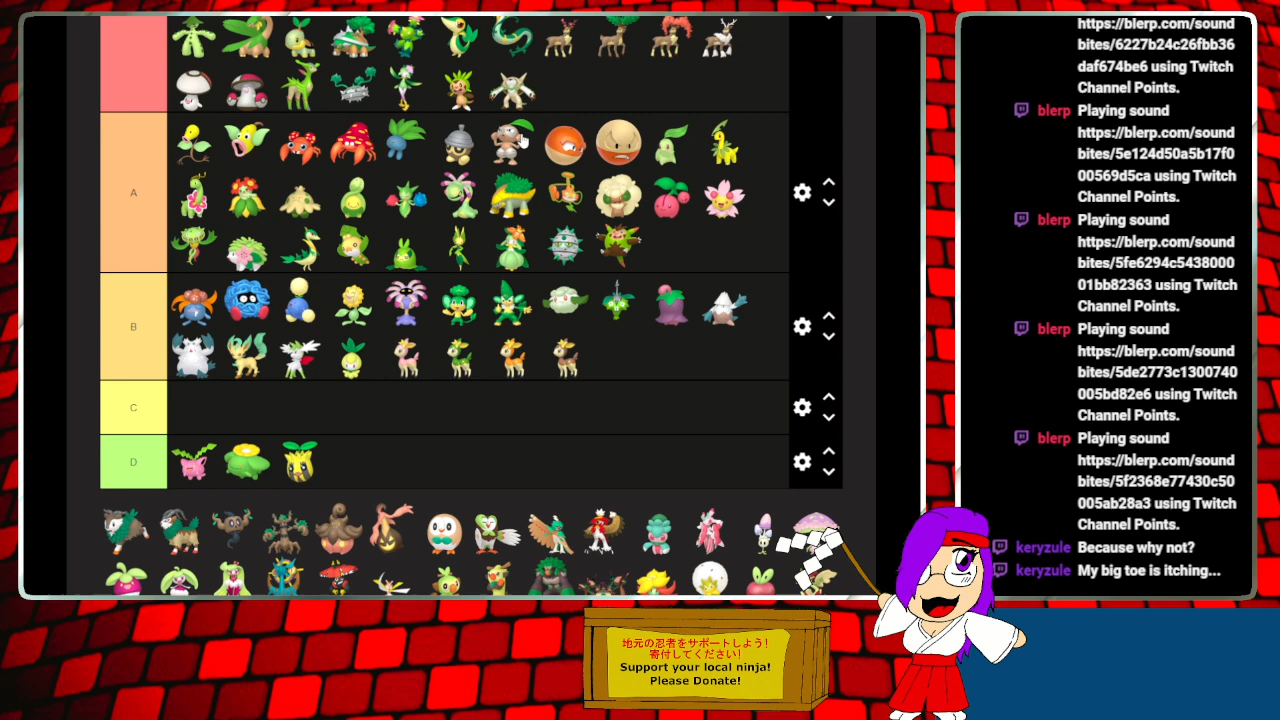 A
B
C
D
https://blerp.com/sound
bites/6227b24c26fbb36
daf674be6 using Twitch
Channel Points.
blerp Playing sound
https://blerp.com/sound
bites/5e124d50a5b17f0
00569d5ca using Twitch
Channel Points.
blerp Playing sound
https://blerp.com/sound
bites/5fe6294c5438000
01bb82363 using Twitch
Channel Points.
blerp Playing sound
https://blerp.com/sound
bites/5de2773c1300740
005bd82e6 using Twitch
Channel Points.
blerp Playing sound
https://blerp.com/sound
bites/5f2368e77430c50
005ab28a3 using Twitch
Channel Points.
keryzule Because why not?
keryzule My big toe is itching...
地元の忍者をサポートしよう!
寄付してください!
Support your local ninja!
Please Donate!